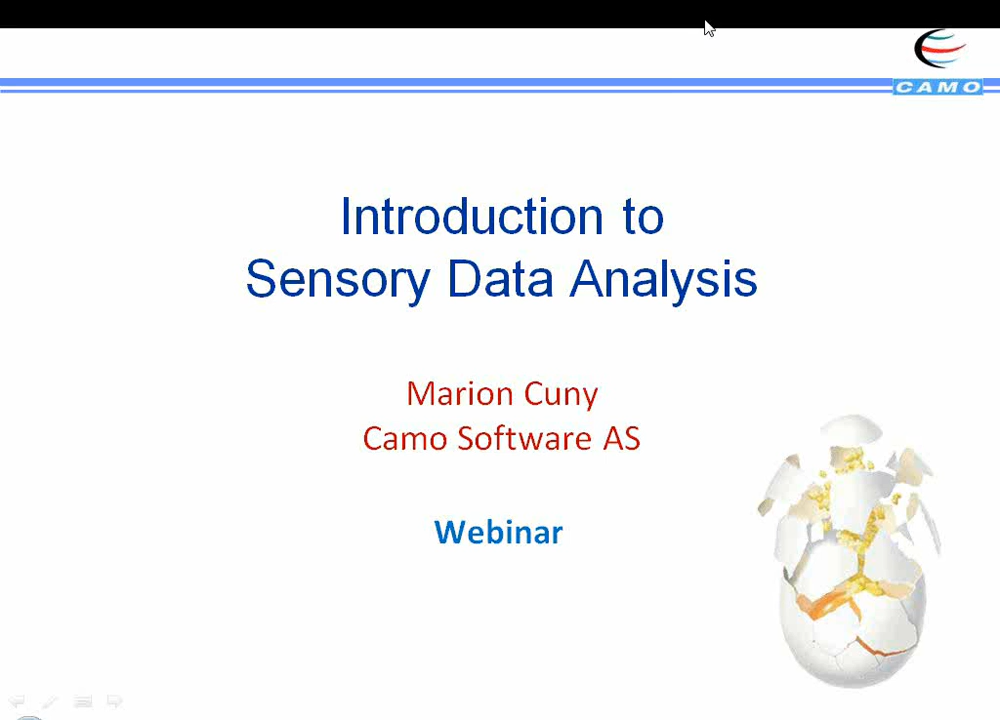 CAMO
Introduction to
Sensory Data Analysis
Marion Cuny
Camo Software AS
Webinar